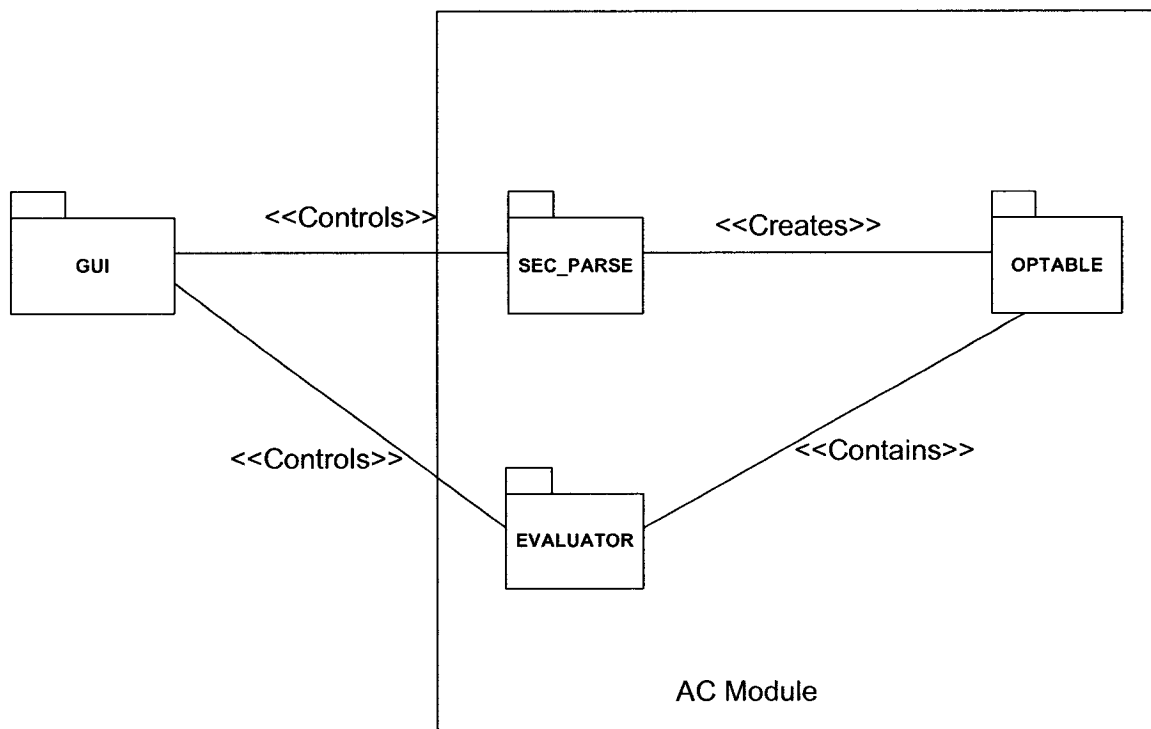 <<Controls>>
<<Creates>>
GUI
SEC_PARSE
OPTABLE
<<Controls>>
<<Contains>>
EVALUATOR
AC Module